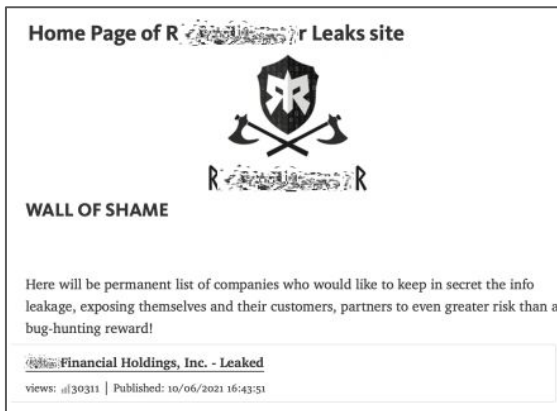 Home Page of R r Leaks site
R R
WALL OF SHAME
Here will be permanent list of companies who would like to keep in secret the info
leakage, exposing themselves and their customers, partners to even greater risk than a
bug-hunting reward!
Financial Holdings, Inc. - Leaked
views: 30311 | Published: 10/06/2021 16:43:51